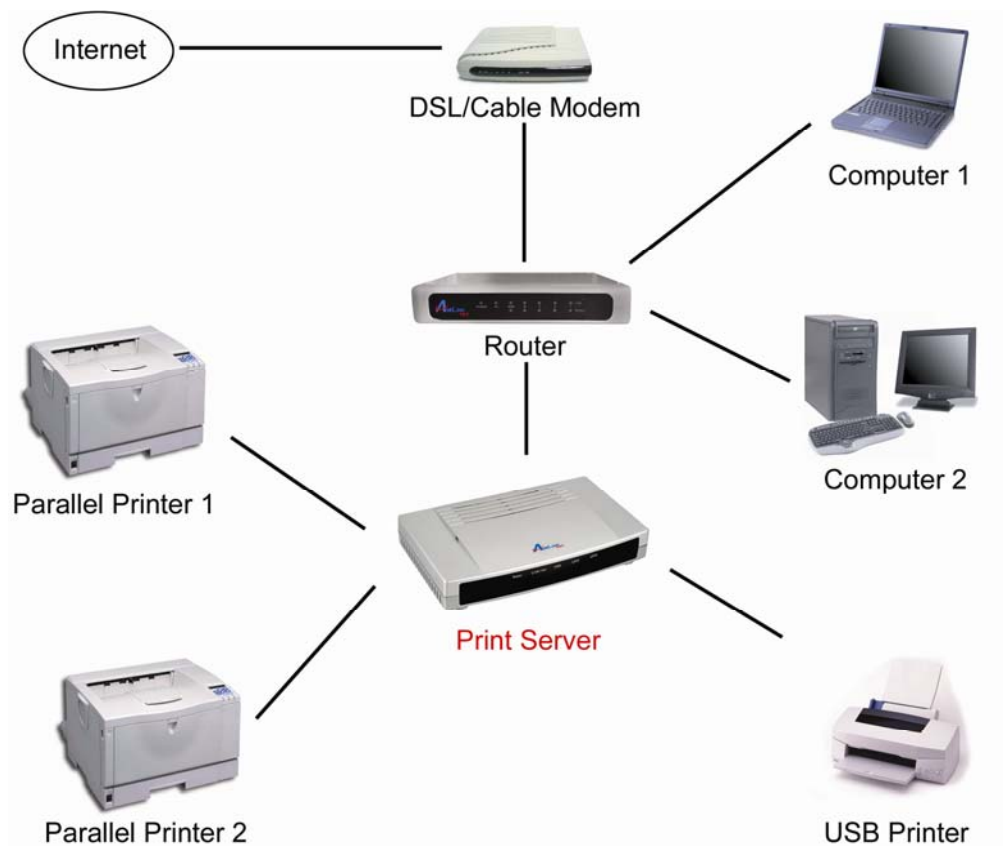 Internet
DSL/Cable Modem
Computer 1
Router
Computer 2
Parallel Printer 1
Print Server
Parallel Printer 2
USB Printer